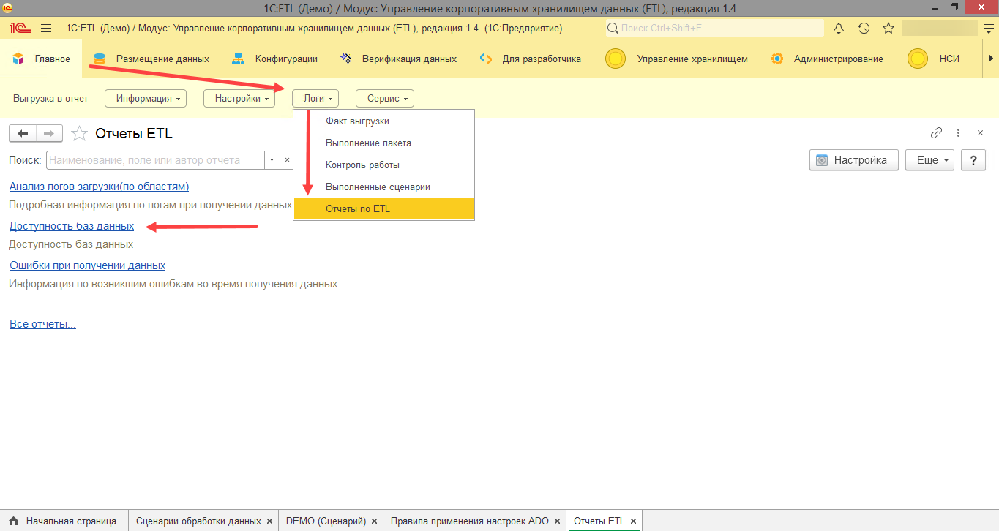 1С:ETL (Демо) / Модус: Управление корпоративным хранилищем данных (ETL), редакция 1.4
1С:ETL (Демо) / Модус: Управление корпоративным хранилищем данных (ETL), редакция 1.4 (1С:Предприятие)
Поиск Ctrl+Shift+F
Главное
Размещение данных
Конфигурации
Верификация данных
Для разработчика
Управление хранилищем
Администрирование
НСИ
Выгрузка в отчет
Информация
Настройки
Логи
Сервис
Факт выгрузки
Выполнение пакета
Контроль работы
Выполненные сценарии
Отчеты по ETL
Отчеты ETL
Поиск:
Наименование, поле или автор отчета
Настройка
Еще
?
Анализ логов загрузки(по областям)
Подробная информация по логам при получении данных
Доступность баз данных
Доступность баз данных
Ошибки при получении данных
Информация по возникшим ошибкам во время получения данных.
Все отчеты...
Начальная страница
Сценарии обработки данных
DEMO (Сценарий)
Правила применения настроек ADO
Отчеты ETL